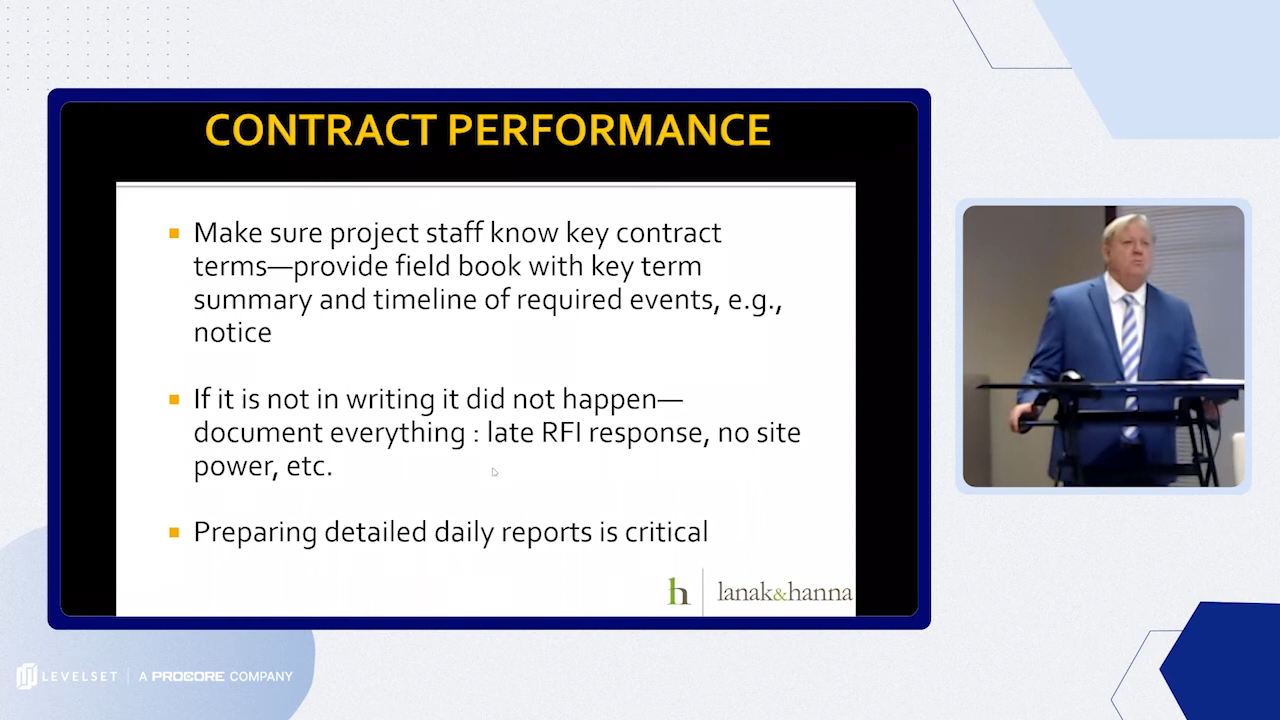 CONTRACT PERFORMANCE
Make sure project staff know key contract
terms—provide field book with key term
summary and timeline of required events, e.g.,
notice
If it is not in writing it did not happen—
document everything : late RFI response, no site
power, etc.
Preparing detailed daily reports is critical
h lanak&hanna
LEVELSET | A PROCORE COMPANY